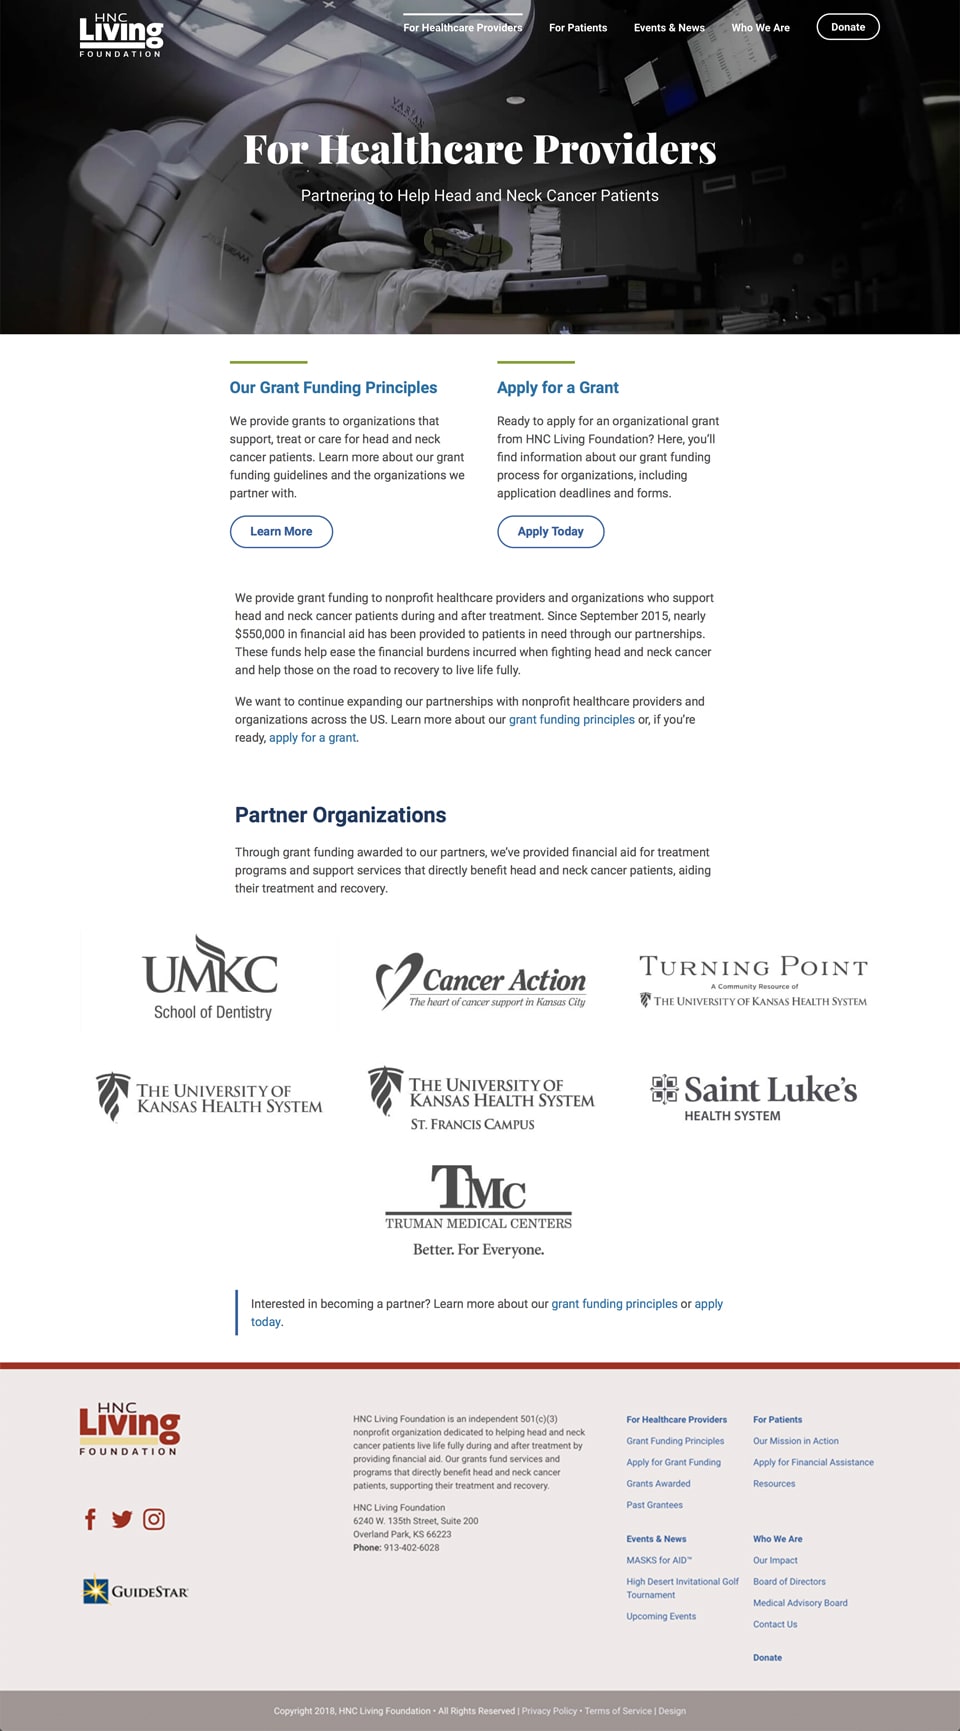 HNC
Living
FOUNDATION
For Healthcare Providers
For Patients
Events & News
Who We Are
Donate
VARIAN
For Healthcare Providers
Partnering to Help Head and Neck Cancer Patients
Our Grant Funding Principles
We provide grants to organizations that
support, treat or care for head and neck
cancer patients. Learn more about our grant
funding guidelines and the organizations we
partner with.
Learn More
Apply for a Grant
Ready to apply for an organizational grant
from HNC Living Foundation? Here, you'll
find information about our grant funding
process for organizations, including
application deadlines and forms.
Apply Today
We provide grant funding to nonprofit healthcare providers and organizations who support
head and neck cancer patients during and after treatment. Since September 2015, nearly
$550,000 in financial aid has been provided to patients in need through our partnerships.
These funds help ease the financial burdens incurred when fighting head and neck cancer
and help those on the road to recovery to live life fully.
We want to continue expanding our partnerships with nonprofit healthcare providers and
organizations across the US. Learn more about our grant funding principles or, if you're
ready, apply for a grant.
Partner Organizations
Through grant funding awarded to our partners, we've provided financial aid for treatment
programs and support services that directly benefit head and neck cancer patients, aiding
their treatment and recovery.
UMKC
School of Dentistry
Cancer Action
The heart of cancer support in Kansas City
TURNING POINT
A Community Resource of
THE UNIVERSITY OF KANSAS HEALTH SYSTEM
THE UNIVERSITY OF
KANSAS HEALTH SYSTEM
THE UNIVERSITY OF
KANSAS HEALTH SYSTEM
ST. FRANCIS CAMPUS
Saint Luke's
HEALTH SYSTEM
TMC
TRUMAN MEDICAL CENTERS
Better. For Everyone.
Interested in becoming a partner? Learn more about our grant funding principles or apply
today.
HNC
Living
FOUNDATION
GUIDESTAR
HNC Living Foundation is an independent 501(c)(3)
nonprofit organization dedicated to helping head and neck
cancer patients live life fully during and after treatment by
providing financial aid. Our grants fund services and
programs that directly benefit head and neck cancer
patients, supporting their treatment and recovery.
HNC Living Foundation
6240 W. 135th Street, Suite 200
Overland Park, KS 66223
Phone: 913-402-6028
For Healthcare Providers
Grant Funding Principles
Apply for Grant Funding
Grants Awarded
Past Grantees
For Patients
Our Mission in Action
Apply for Financial Assistance
Resources
Events & News
MASKS for AID™
High Desert Invitational Golf
Tournament
Upcoming Events
Who We Are
Our Impact
Board of Directors
Medical Advisory Board
Contact Us
Donate
Copyright 2018, HNC Living Foundation • All Rights Reserved | Privacy Policy • Terms of Service | Design